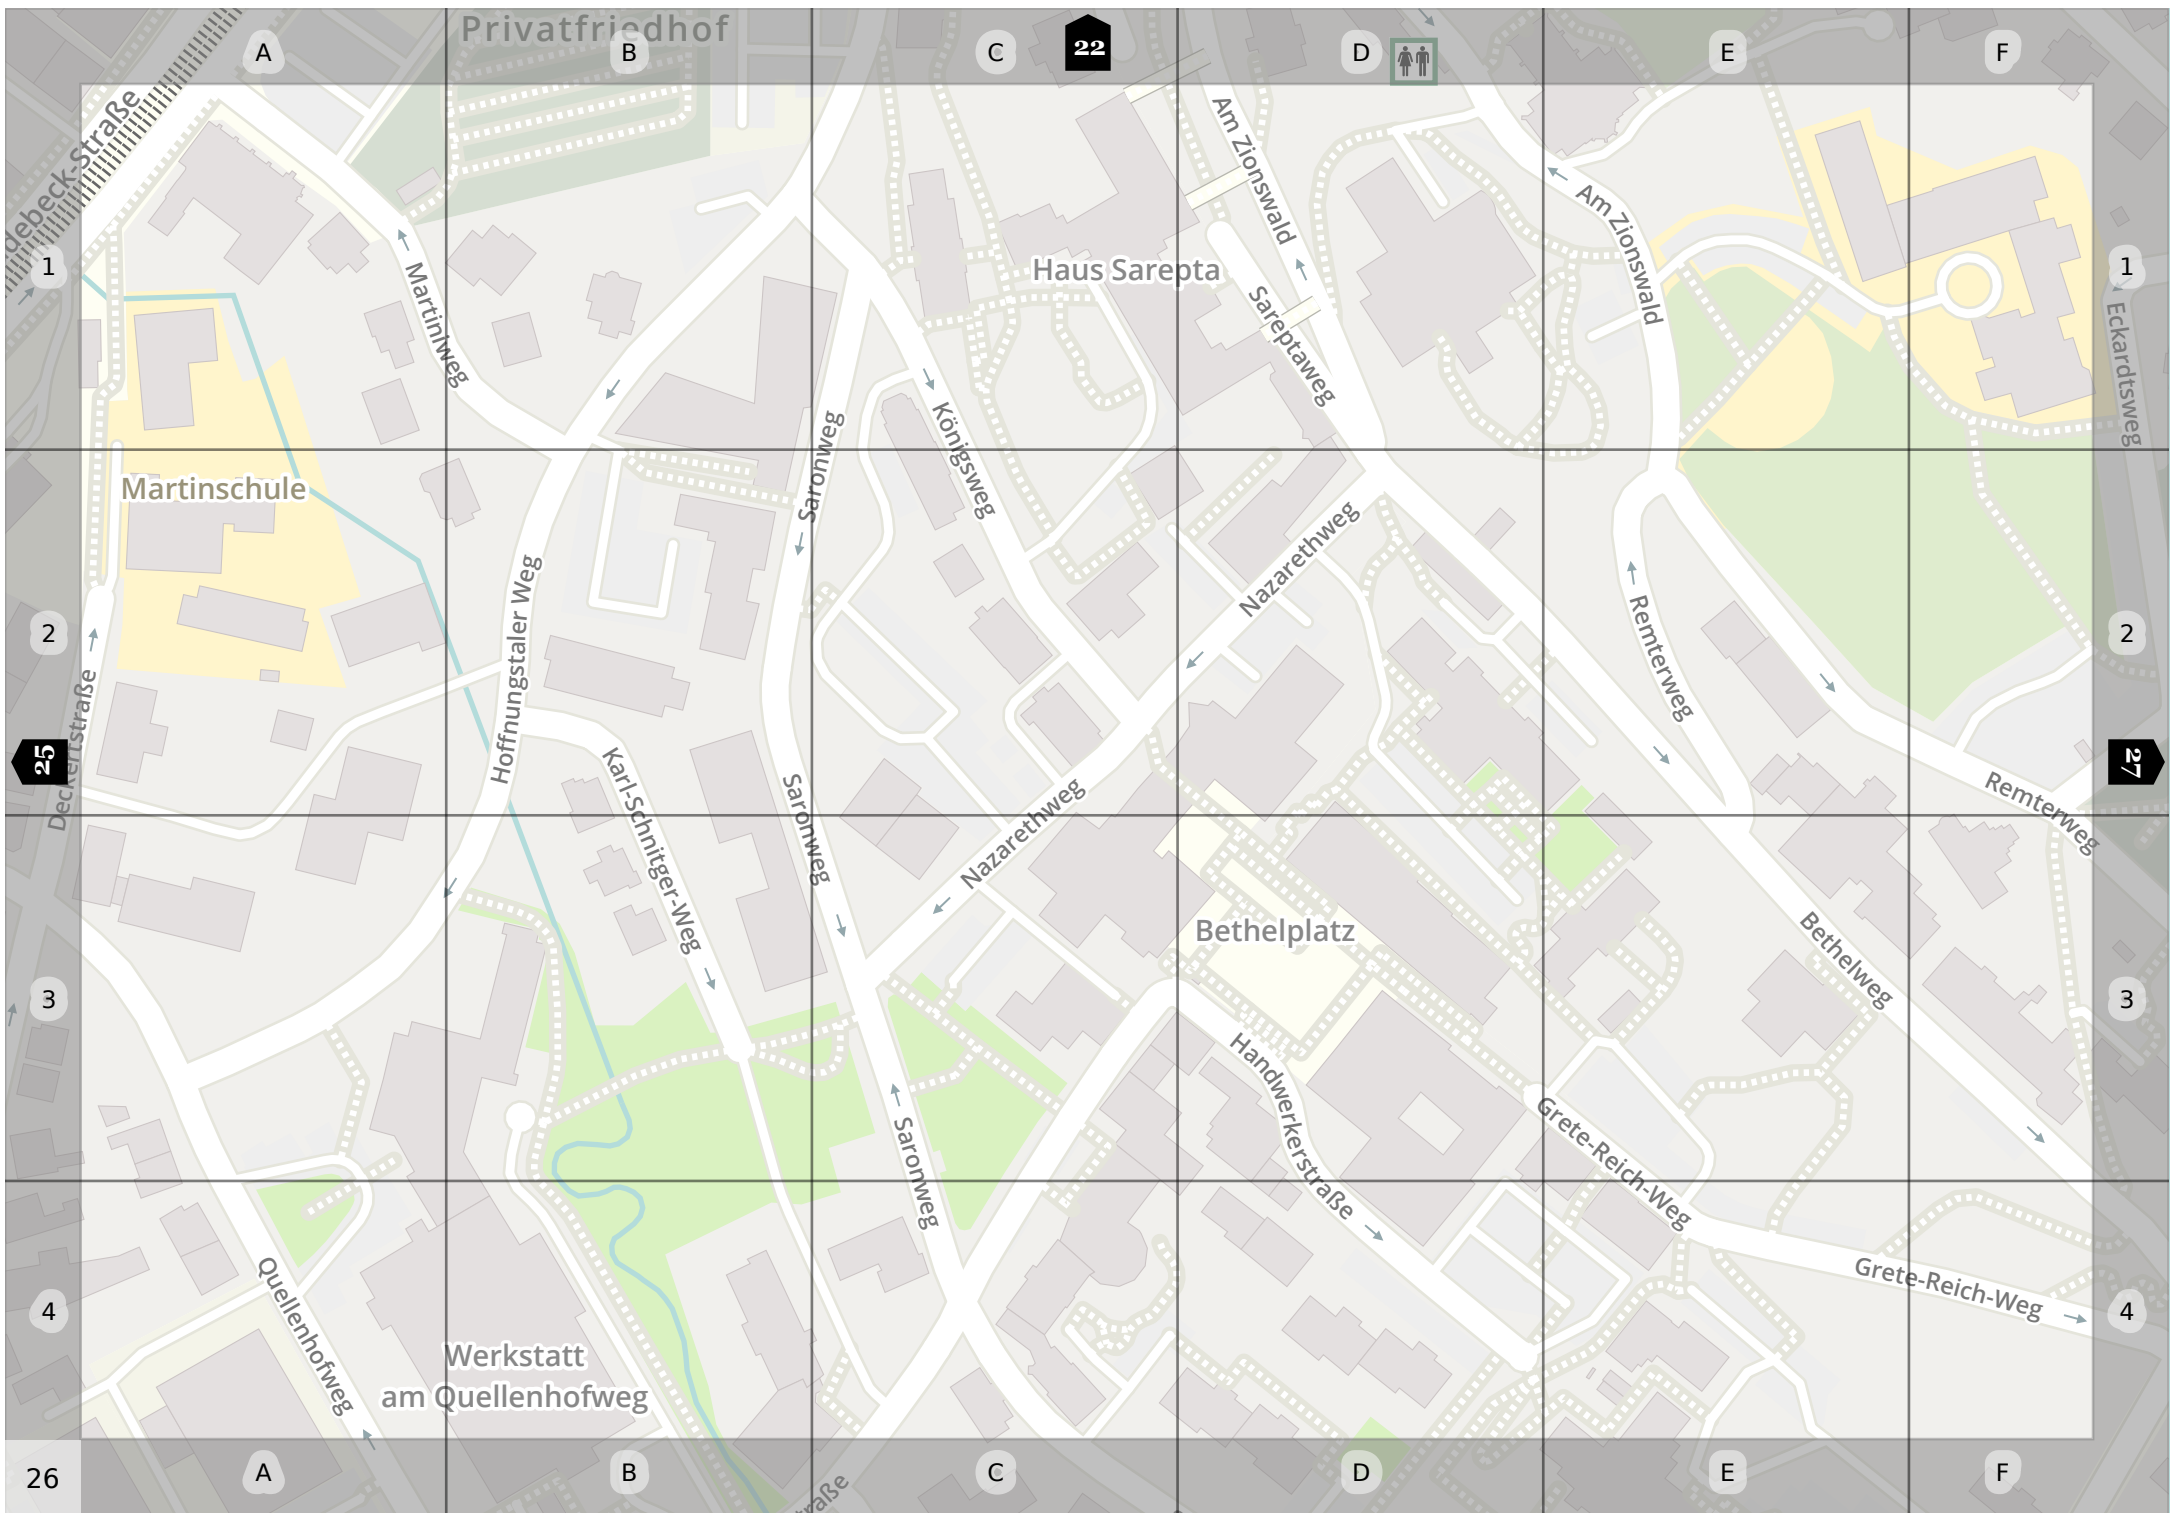 Privatfriedhof
A
B
C
22
D
E
F
debeck-Straße
Am Zionswald
Am Zionswald
1
Martiniweg
Haus Sarepta
Sareptaweg
1
Eckardtsweg
Königsweg
Saronweg
Martinschule
Nazarethweg
Hoffnungstaler Weg
2
Remterweg
2
Deckertstraße
25
Karl-Schnitger-Weg
Saronweg
Nazarethweg
Remterweg
27
Bethelplatz
Bethelweg
3
3
Handwerkerstraße
Grete-Reich-Weg
Saronweg
Quellenhofweg
Grete-Reich-Weg
4
4
Werkstatt
am Quellenhofweg
26
A
B
raße
C
D
E
F